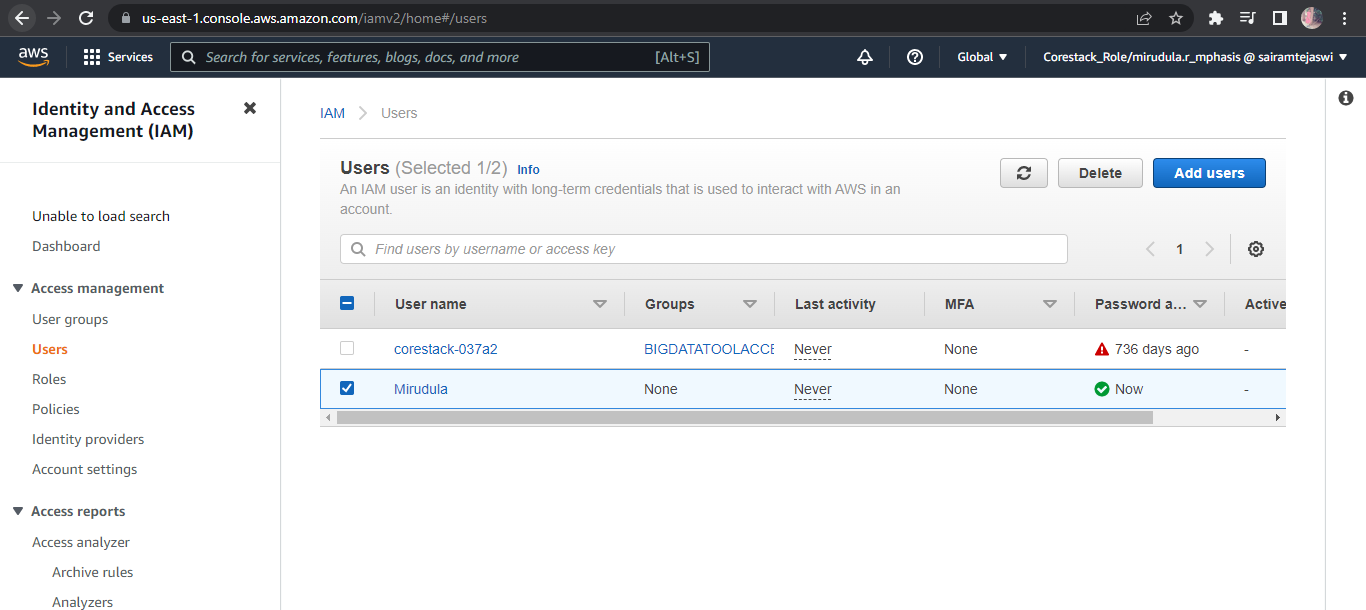 us-east-1.console.aws.amazon.com/iamv2/home#/users
aws
Services
Search for services, features, blogs, docs, and more
[Alt+S]
Global
Corestack_Role/mirudula.r_mphasis @ sairamtejaswi
Identity and Access
Management (IAM)
Unable to load search
Dashboard
Access management
User groups
Users
Roles
Policies
Identity providers
Account settings
Access reports
Access analyzer
Archive rules
Analyzers
IAM
Users
Users (Selected 1/2) Info
An IAM user is an identity with long-term credentials that is used to interact with AWS in an
account.
Delete
Add users
Find users by username or access key
1
User name Groups Last activity MFA Password a... Active
corestack-037a2 BIGDATATOOLACCE Never None 736 days ago -
Mirudula None Never None Now -